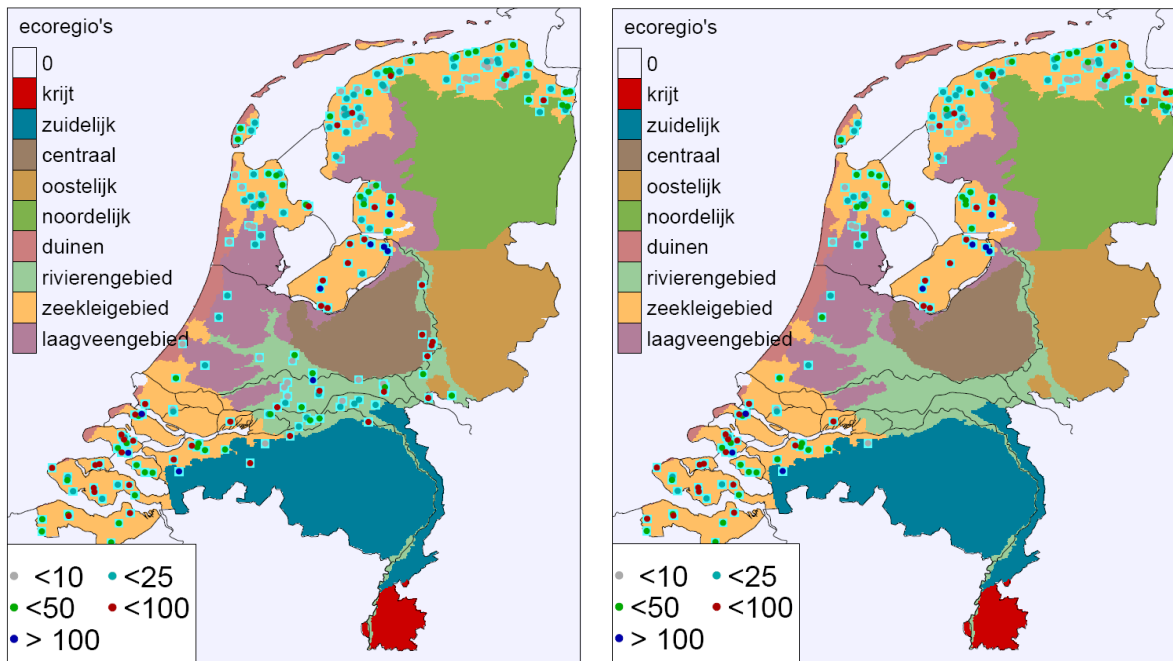 ecoregio's
0
krijt
zuidelijk
centraal
oostelijk
noordelijk
duinen
rivierengebied
zeekleigebied
laagveengebied
<10 <25
<50 <100
> 100
ecoregio's
0
krijt
zuidelijk
centraal
oostelijk
noordelijk
duinen
rivierengebied
zeekleigebied
laagveengebied
<10 <25
<50 <100
> 100